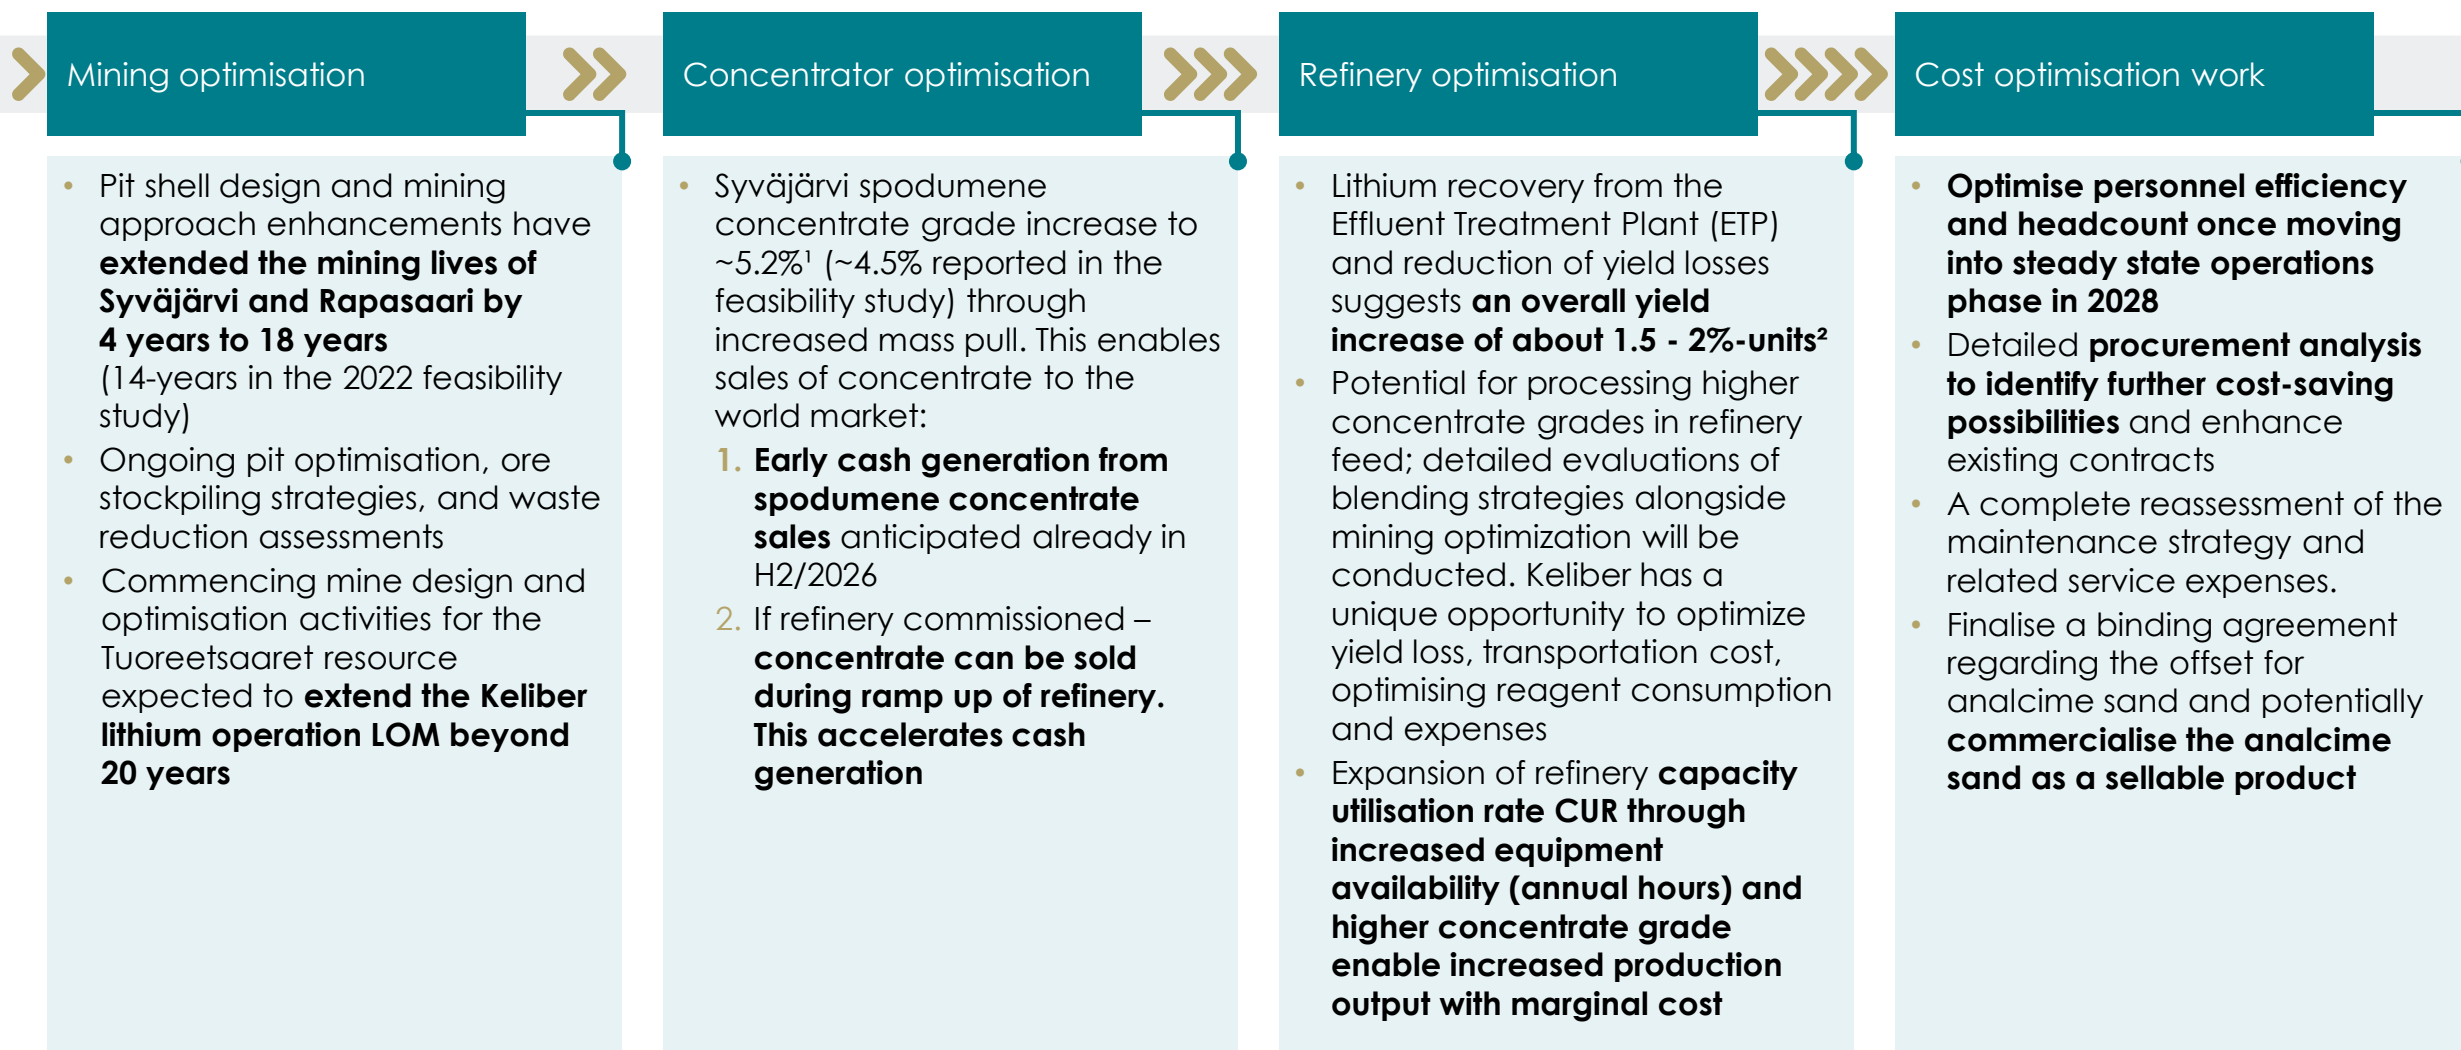 Mining optimisation
• Pit shell design and mining
approach enhancements have
extended the mining lives of
Syväjärvi and Rapasaari by
4 years to 18 years
(14-years in the 2022 feasibility
study)
• Ongoing pit optimisation, ore
stockpiling strategies, and waste
reduction assessments
• Commencing mine design and
optimisation activities for the
Tuoreetsaaret resource
expected to extend the Keliber
lithium operation LOM beyond
20 years
Concentrator optimisation
• Syväjärvi spodumene
concentrate grade increase to
~5.2%¹ (~4.5% reported in the
feasibility study) through
increased mass pull. This enables
sales of concentrate to the
world market:
1. Early cash generation from
spodumene concentrate
sales anticipated already in
H2/2026
2. If refinery commissioned –
concentrate can be sold
during ramp up of refinery.
This accelerates cash
generation
Refinery optimisation
• Lithium recovery from the
Effluent Treatment Plant (ETP)
and reduction of yield losses
suggests an overall yield
increase of about 1.5 - 2%-units²
• Potential for processing higher
concentrate grades in refinery
feed; detailed evaluations of
blending strategies alongside
mining optimization will be
conducted. Keliber has a
unique opportunity to optimize
yield loss, transportation cost,
optimising reagent consumption
and expenses
• Expansion of refinery capacity
utilisation rate CUR through
increased equipment
availability (annual hours) and
higher concentrate grade
enable increased production
output with marginal cost
Cost optimisation work
• Optimise personnel efficiency
and headcount once moving
into steady state operations
phase in 2028
• Detailed procurement analysis
to identify further cost-saving
possibilities and enhance
existing contracts
• A complete reassessment of the
maintenance strategy and
related service expenses.
• Finalise a binding agreement
regarding the offset for
analcime sand and potentially
commercialise the analcime
sand as a sellable product